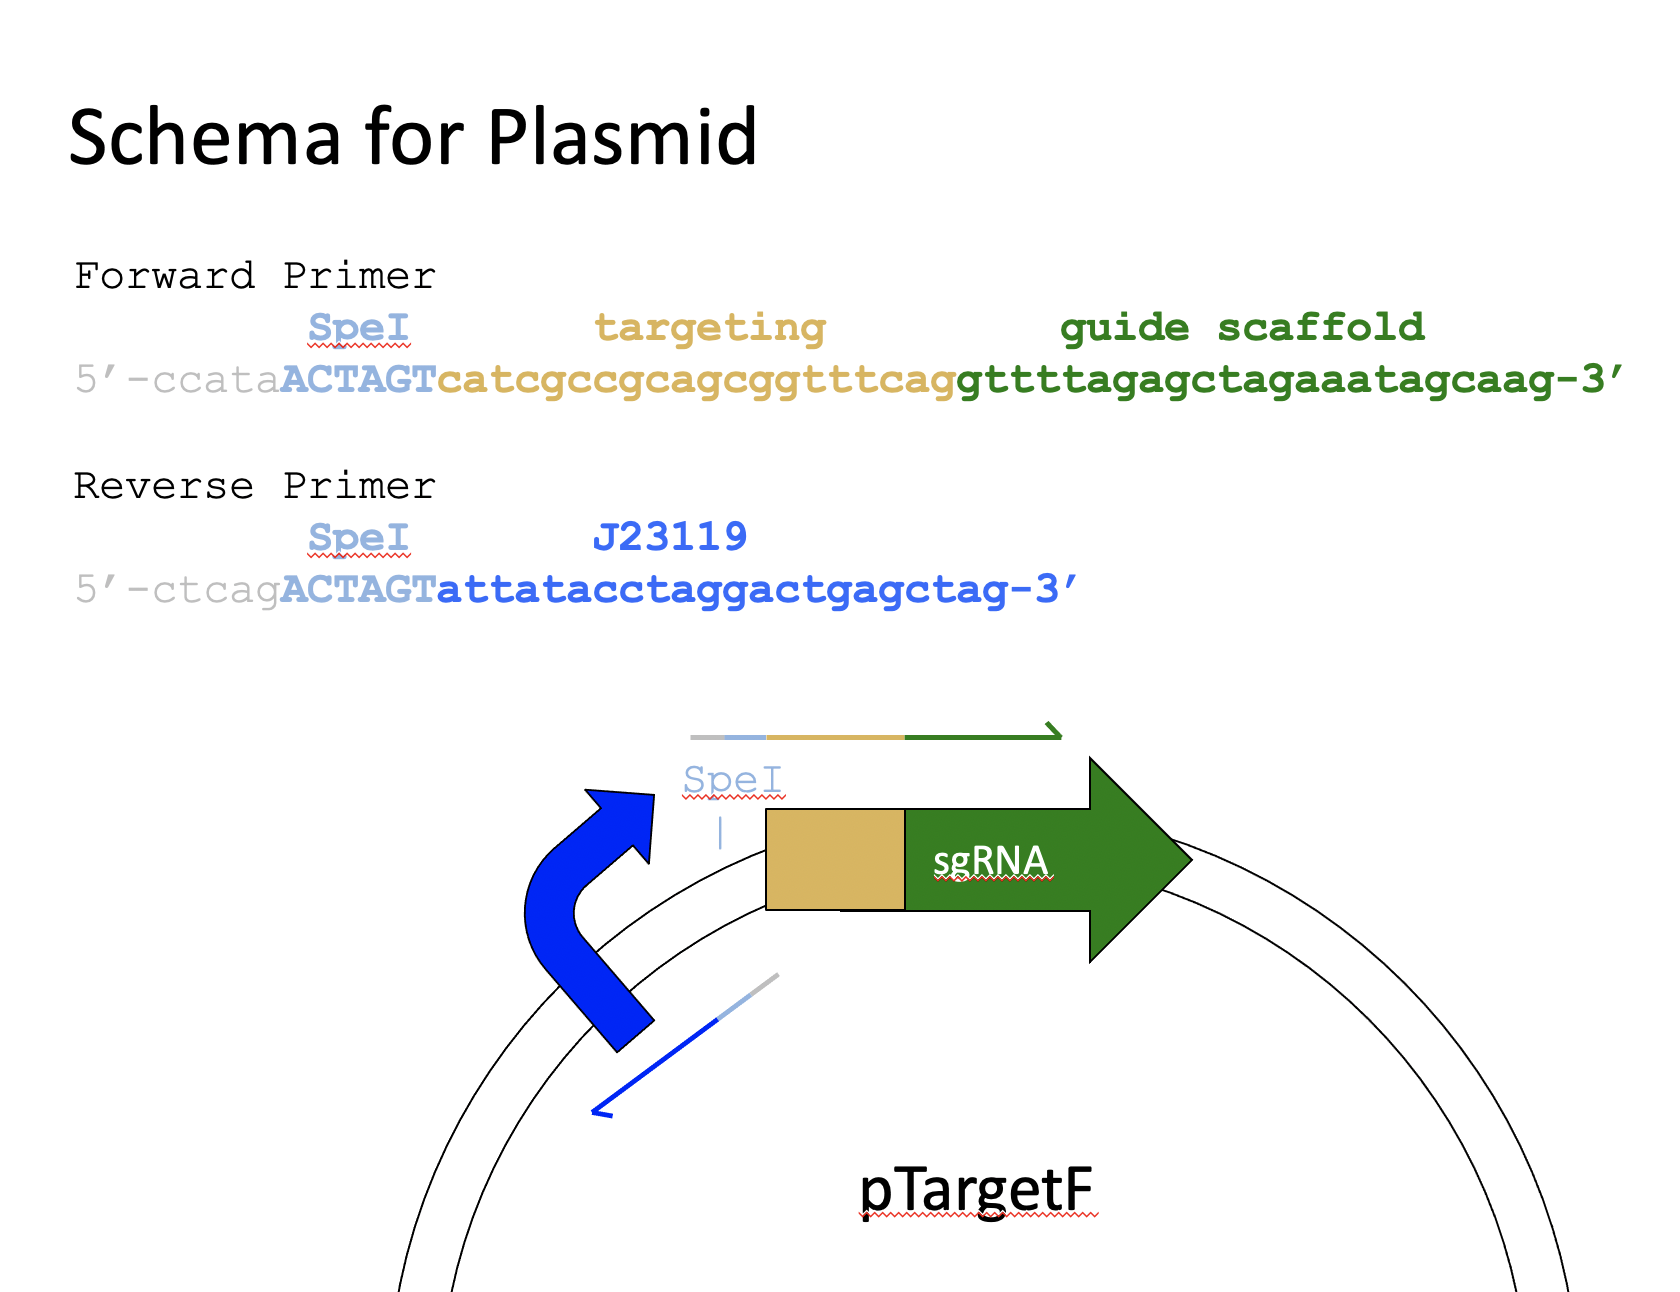 Schema for Plasmid
Forward Primer
SpeI targeting guide scaffold
5’-ccataACTAGTcatcgccgcagcggtttcaggttttagagctagaaatagcaag-3’
Reverse Primer
SpeI J23119
5’-ctcagACTAGTattatacctaggactgagctag-3’
SpeI
sgRNA
pTargetF